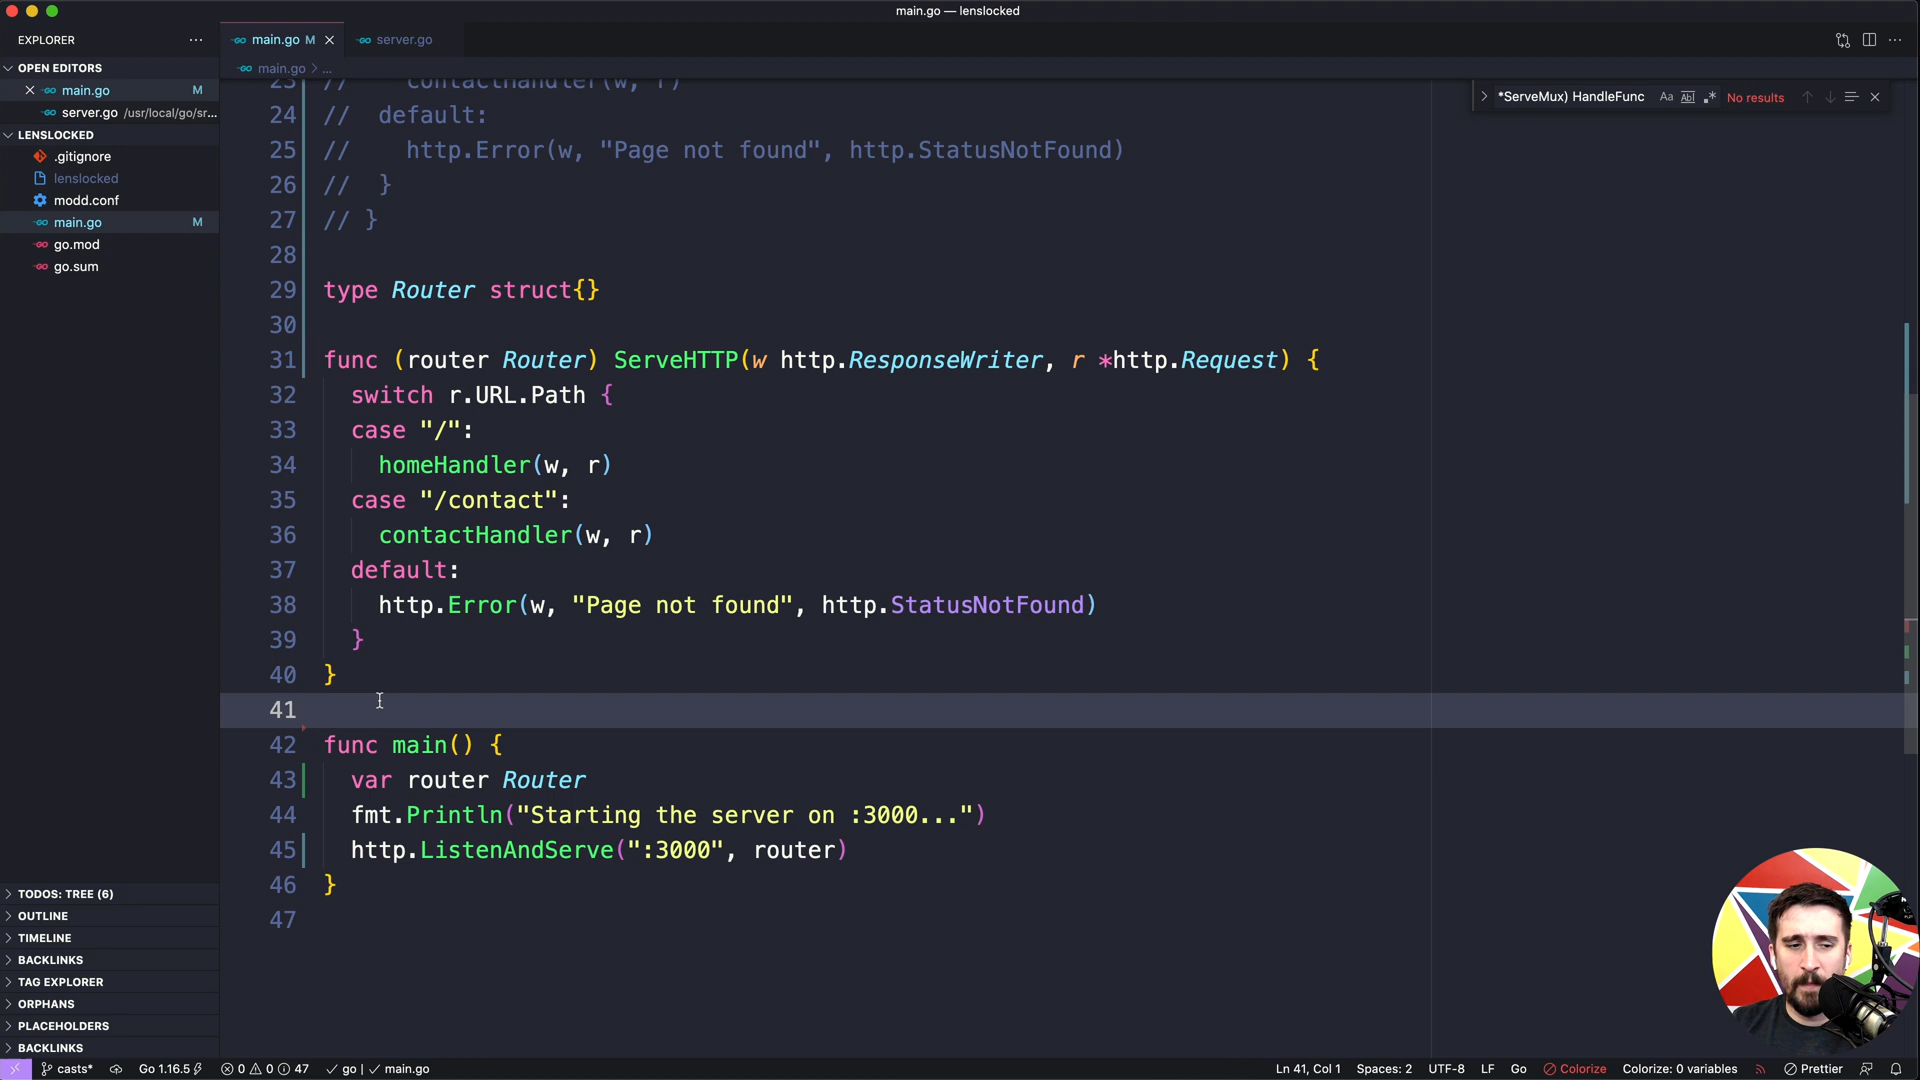 main.go — lenslocked
EXPLORER
OPEN EDITORS
main.go M
server.go /usr/local/go/sr...
LENSLOCKED
.gitignore
lenslocked
modd.conf
main.go M
go.mod
go.sum
TODOS: TREE (6)
OUTLINE
TIMELINE
BACKLINKS
TAG EXPLORER
ORPHANS
PLACEHOLDERS
BACKLINKS
main.go M
server.go
main.go > ...
*ServeMux) HandleFunc Aa Abl .* No results
23 // contactHandler(w, r)
24 // default:
25 // http.Error(w, "Page not found", http.StatusNotFound)
26 // }
27 // }
28
29 type Router struct{}
30
31 func (router Router) ServeHTTP(w http.ResponseWriter, r *http.Request) {
32 switch r.URL.Path {
33 case "/":
34 homeHandler(w, r)
35 case "/contact":
36 contactHandler(w, r)
37 default:
38 http.Error(w, "Page not found", http.StatusNotFound)
39 }
40 }
41
42 func main() {
43 var router Router
44 fmt.Println("Starting the server on :3000...")
45 http.ListenAndServe(":3000", router)
46 }
47
casts* Go 1.16.5 0 0 47 go | main.go Ln 41, Col 1 Spaces: 2 UTF-8 LF Go Colorize Colorize: 0 variables Prettier